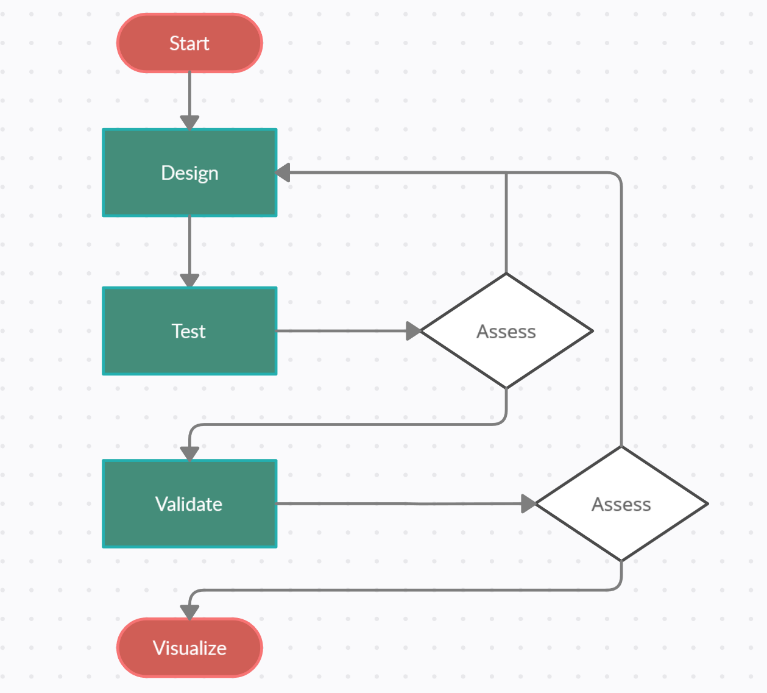 Start
Design
Test
Assess
Validate
Assess
Visualize